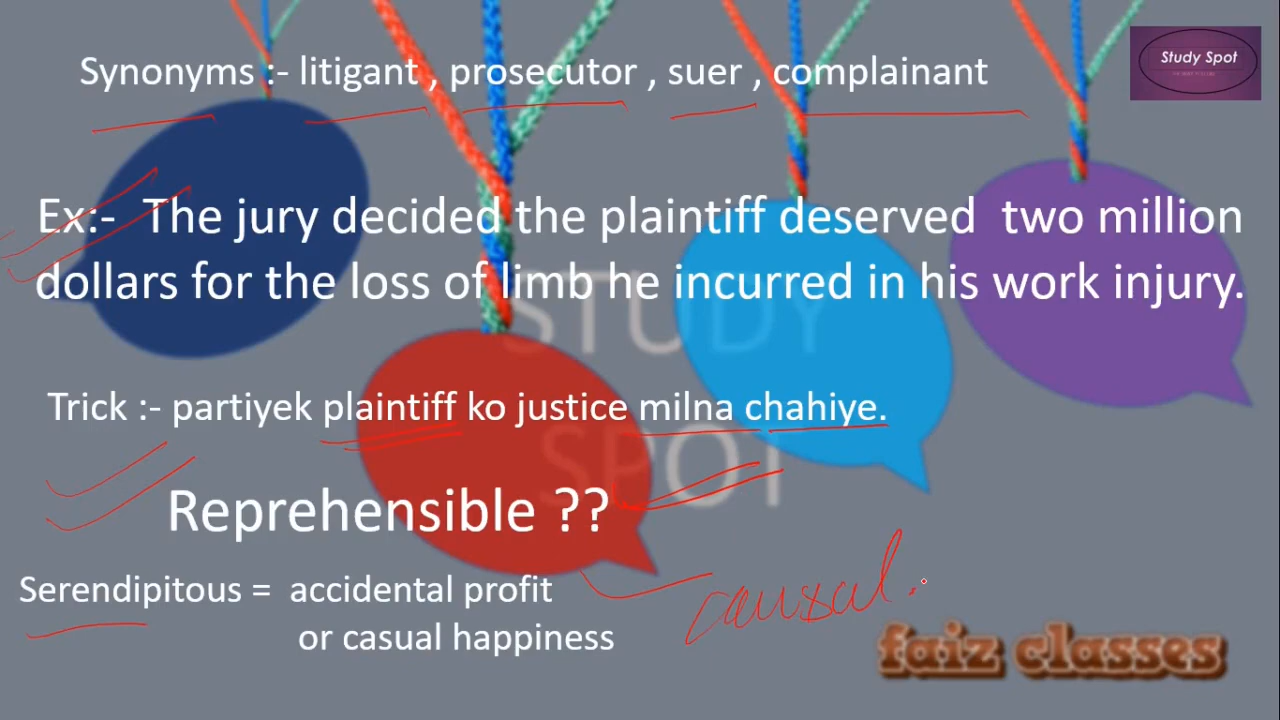 Study Spot
Synonyms :- litigant , prosecutor , suer , complainant
Ex:- The jury decided the plaintiff deserved two million
dollars for the loss of limb he incurred in his work injury.
STUDY
SPOT
Trick :- partiyek plaintiff ko justice milna chahiye.
Reprehensible ??
Serendipitous = accidental profit
or casual happiness
causal.
faiz classes